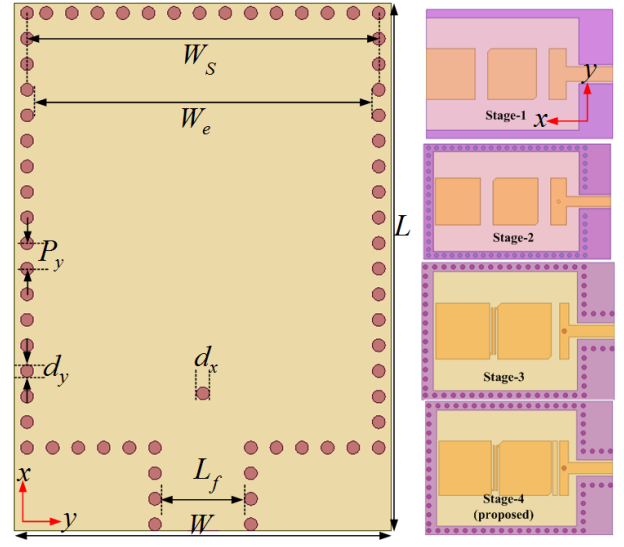 W_S
W_e
L
P_y
d_y
d_x
L_f
W
x
y
y
x
Stage-1
Stage-2
Stage-3
Stage-4
(proposed)